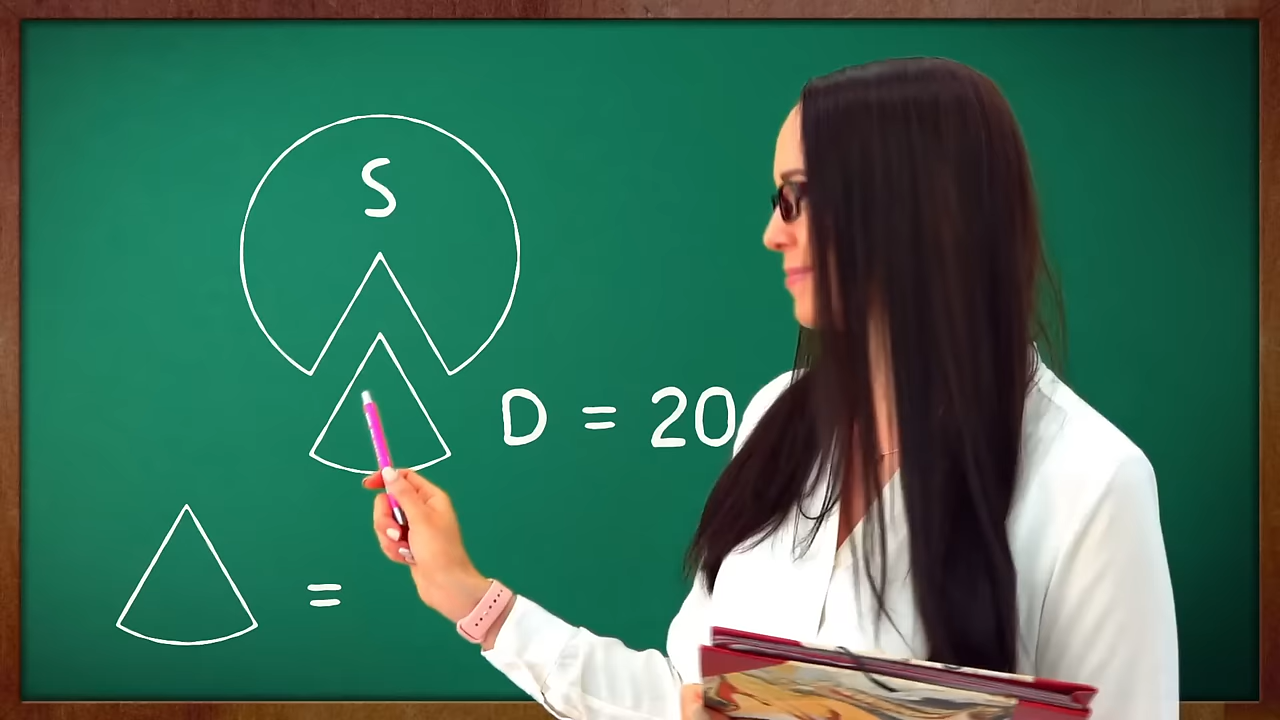 S
D = 20
=